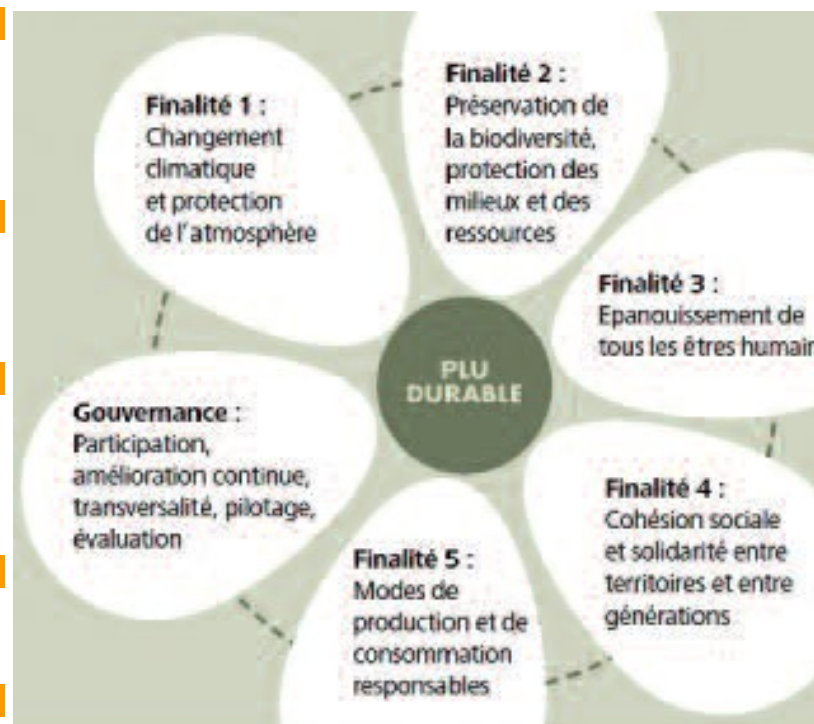 Finalité 1 :
Changement
climatique
et protection
de l'atmosphère
Finalité 2 :
Préservation de
la biodiversité,
protection des
milieux et des
ressources
Finalité 3 :
Epanouissement de
tous les êtres humain
Finalité 4 :
Cohésion sociale
et solidarité entre
territoires et entre
générations
Finalité 5 :
Modes de
production et de
consommation
responsables
Gouvernance :
Participation,
amélioration continue,
transversalité, pilotage,
évaluation
PLU
DURABLE